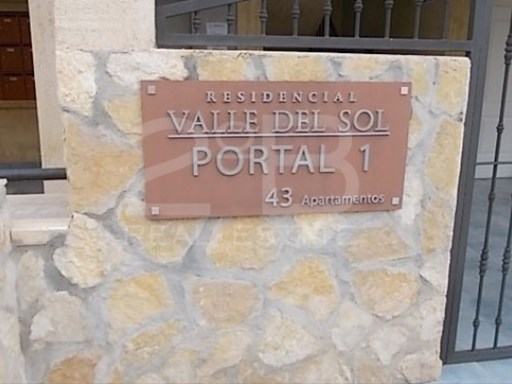 RESIDENCIAL
VALLE DEL SOL
PORTAL 1
43 Apartamentos